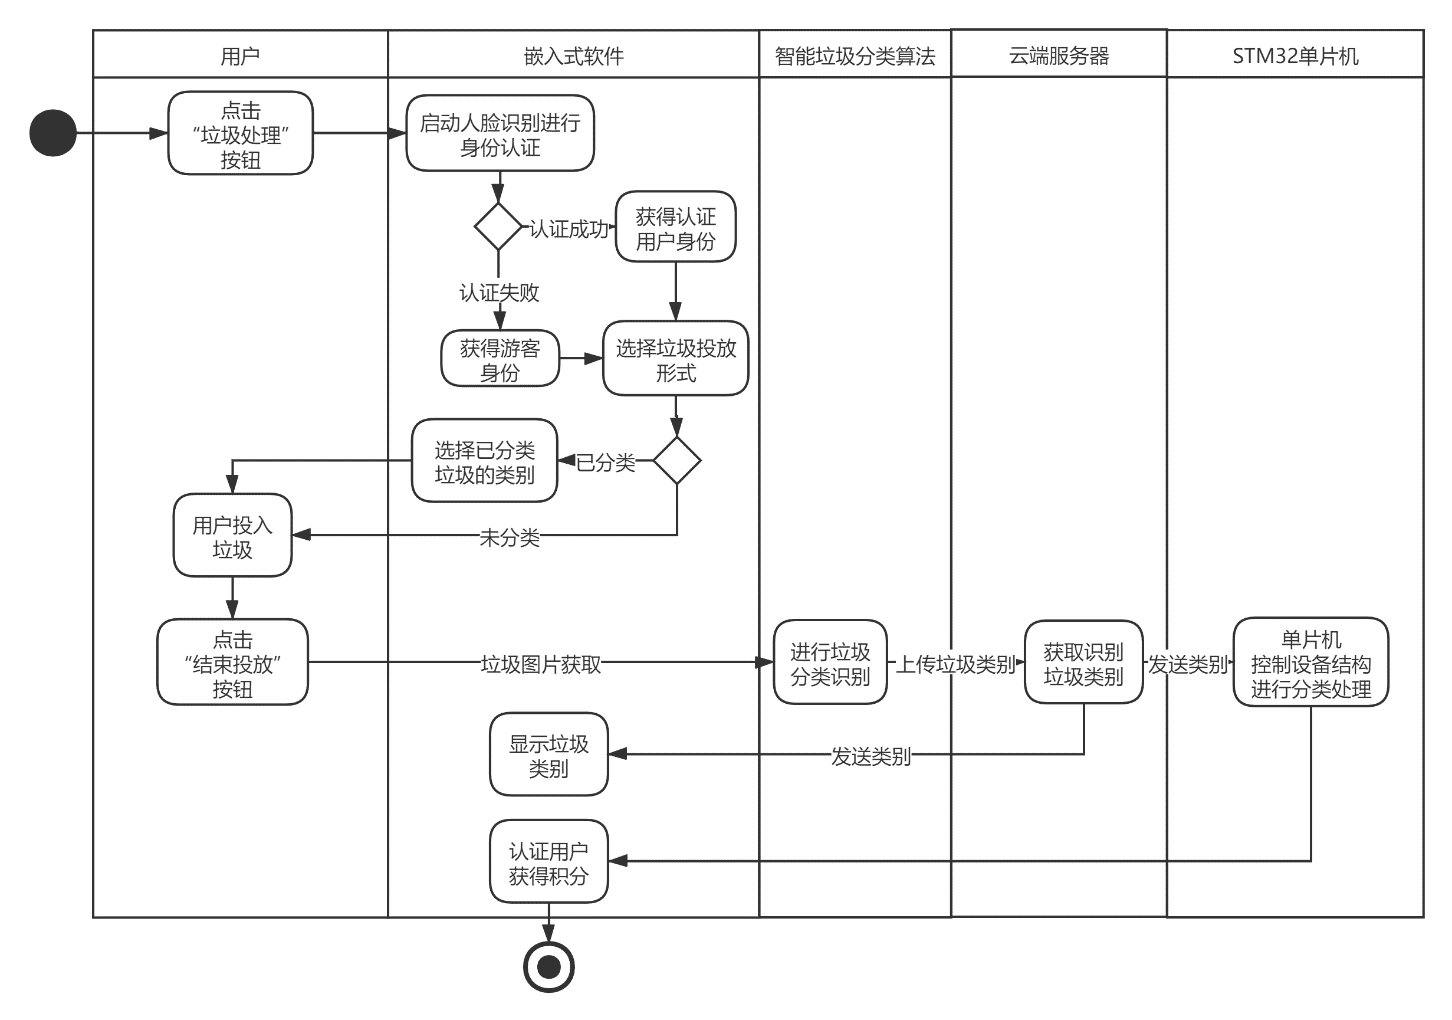 用户
嵌入式软件
智能垃圾分类算法
云端服务器
STM32单片机
点击
“垃圾处理”
按钮
启动人脸识别进行
身份认证
认证成功
获得认证
用户身份
认证失败
获得游客
身份
选择垃圾投放
形式
选择已分类
垃圾的类别
已分类
用户投入
垃圾
未分类
点击
“结束投放”
按钮
垃圾图片获取
进行垃圾
分类识别
上传垃圾类别
获取识别
垃圾类别
发送类别
单片机
控制设备结构
进行分类处理
显示垃圾
类别
发送类别
认证用户
获得积分